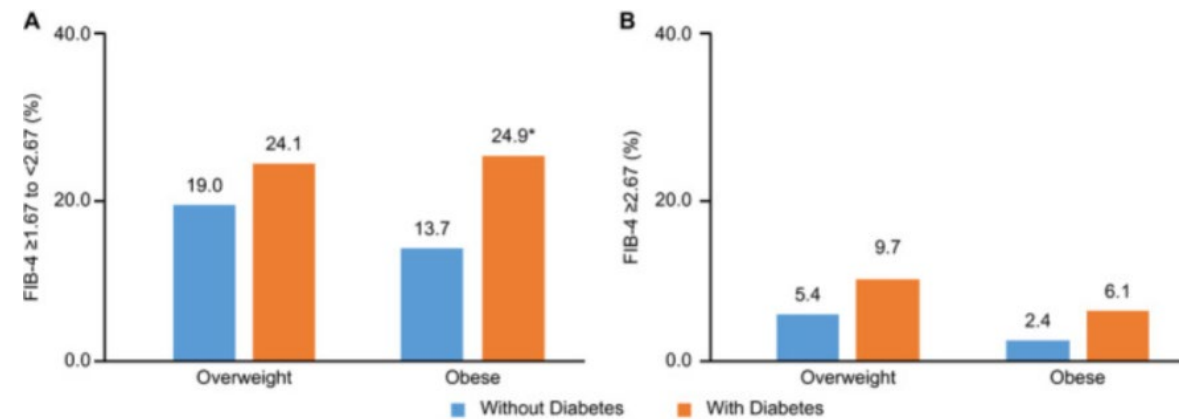 A
FIB-4 ≥1.67 to <2.67 (%)
40.0
20.0
0.0
19.0
24.1
13.7
24.9*
Overweight
Obese
B
FIB-4 ≥2.67 (%)
40.0
20.0
0.0
5.4
9.7
2.4
6.1
Overweight
Obese
Without Diabetes
With Diabetes